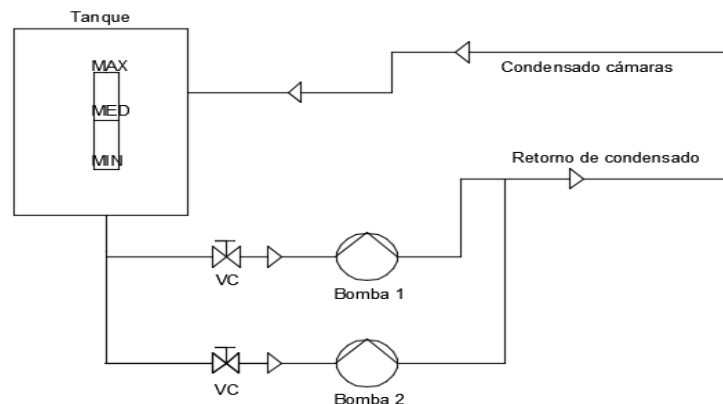 Tanque
MAX
MED
MIN
Condensado cámaras
Retorno de condensado
VC
Bomba 1
VC
Bomba 2